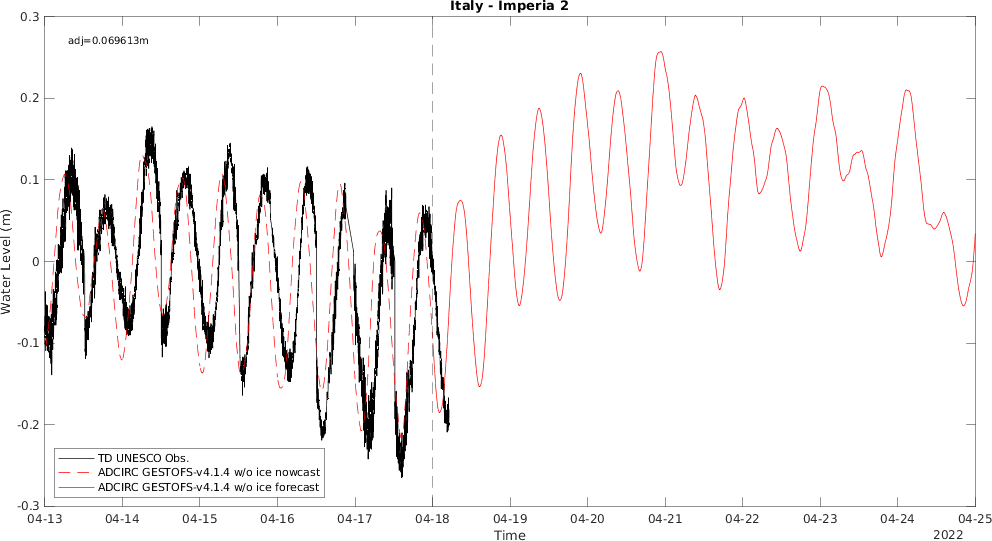 Italy - Imperia 2
adj=0.069613m
0.3
0.2
0.1
0
-0.1
-0.2
-0.3
Water Level (m)
TD UNESCO Obs.
ADCIRC GESTOFS-v4.1.4 w/o ice nowcast
ADCIRC GESTOFS-v4.1.4 w/o ice forecast
04-13 04-14 04-15 04-16 04-17 04-18 04-19 04-20 04-21 04-22 04-23 04-24 04-25
Time
2022